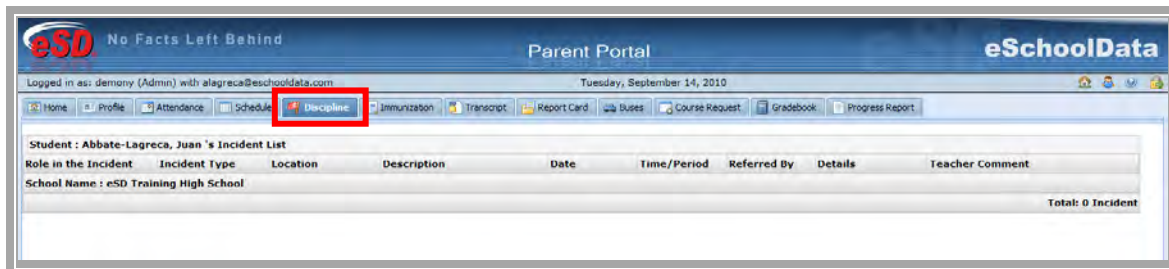 eSD No Facts Left Behind Parent Portal eSchoolData
Logged in as: demony (Admin) with alagreca@eschooldata.com Tuesday, September 14, 2010
Home Profile Attendance Schedule Discipline Immunization Transcript Report Card Buses Course Request Gradebook Progress Report
Student : Abbate-Lagreca, Juan 's Incident List
Role in the Incident Incident Type Location Description Date Time/Period Referred By Details Teacher Comment
School Name : eSD Training High School
Total: 0 Incident